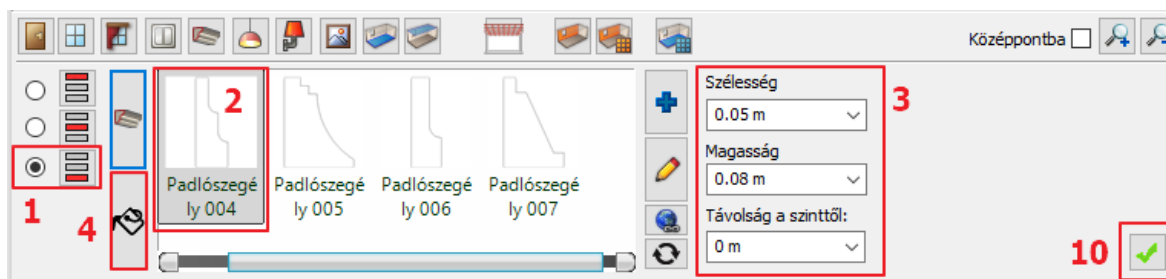 Középpontba
1
4
2
Padlószegé
ly 004
Padlószegé
ly 005
Padlószegé
ly 006
Padlószegé
ly 007
Szélesség
0.05 m
Magasság
0.08 m
Távolság a szinttől:
0 m
3
10